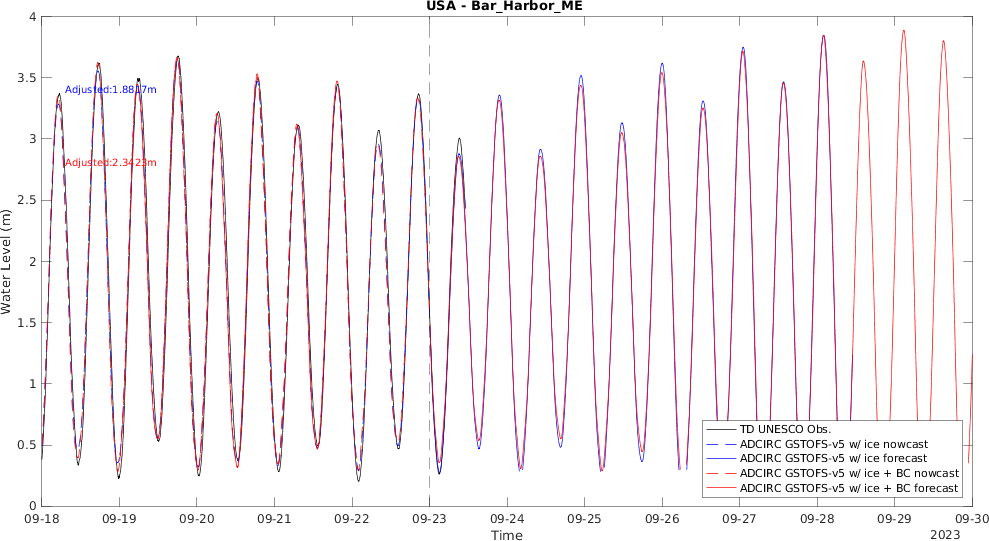 USA - Bar_Harbor_ME
4
3.5
3
2.5
2
1.5
1
0.5
0
Water Level (m)
Adjusted:1.8817m
Adjusted:2.3423m
TD UNESCO Obs.
ADCIRC GSTOFS-v5 w/ ice nowcast
ADCIRC GSTOFS-v5 w/ ice forecast
ADCIRC GSTOFS-v5 w/ ice + BC nowcast
ADCIRC GSTOFS-v5 w/ ice + BC forecast
09-18 09-19 09-20 09-21 09-22 09-23 09-24 09-25 09-26 09-27 09-28 09-29 09-30
Time
2023